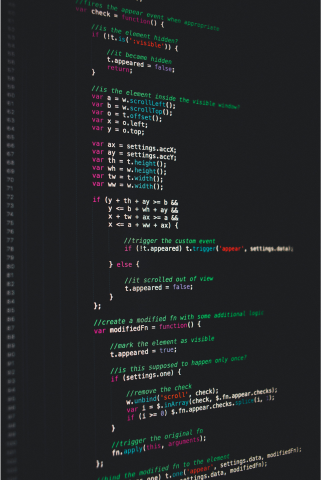 //fires the appear event when appropriate
var check = function() {
//is the element hidden?
if (!t.is(':visible')) {
//it became hidden
t.appeared = false;
return;
}
//is the element inside the visible window?
var a = w.scrollLeft();
var b = w.scrollTop();
var o = t.offset();
var x = o.left;
var y = o.top;
var ax = settings.accX;
var ay = settings.accY;
var th = t.height();
var wh = w.height();
var tw = t.width();
var ww = w.width();
if (y + th + ay >= b &&
y <= b + wh + ay &&
x + tw + ax >= a &&
x <= a + ww + ax) {
//trigger the custom event
if (!t.appeared) t.trigger('appear', settings.data);
} else {
//it scrolled out of view
t.appeared = false;
}
};
//create a modified fn with some additional logic
var modifiedFn = function() {
//mark the element as visible
t.appeared = true;
//is this supposed to happen only once?
if (settings.one) {
//remove the check
w.unbind('scroll', check);
var i = $.inArray(check, $.fn.appear.checks);
if (i >= 0) $.fn.appear.checks.splice(i, 1);
}
//trigger the original fn
fn.apply(this, arguments);
};
//bind the modified fn to the element
one) t.one('appear', settings.data, modifiedFn);
settings.data, modifiedFn);